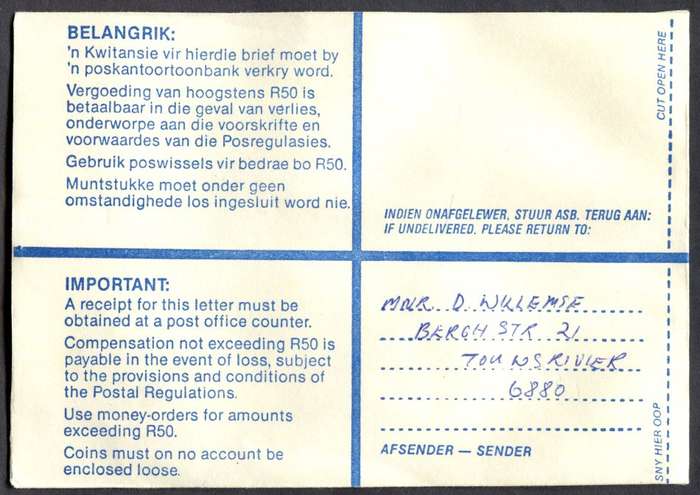 BELANGRIK:
'n Kwitansie vir hierdie brief moet by
'n poskantoortoonbank verkry word.
Vergoeding van hoogstens R50 is
betaalbaar in die geval van verlies,
onderworpe aan die voorskrifte en
voorwaardes van die Posregulasies.
Gebruik poswissels vir bedrae bo R50.
Muntstukke moet onder geen
omstandighede los ingesluit word nie.
CUT OPEN HERE
INDIEN ONAFGELEWER, STUUR ASB. TERUG AAN:
IF UNDELIVERED, PLEASE RETURN TO:
IMPORTANT:
A receipt for this letter must be
obtained at a post office counter.
Compensation not exceeding R50 is
payable in the event of loss, subject
to the provisions and conditions of
the Postal Regulations.
Use money-orders for amounts
exceeding R50.
Coins must on no account be
enclosed loose.
MNR. D. WILLEMSE
BERGH STR 21
TOUWSRIVIER
6880
AFSENDER — SENDER
SNY HIER OOP